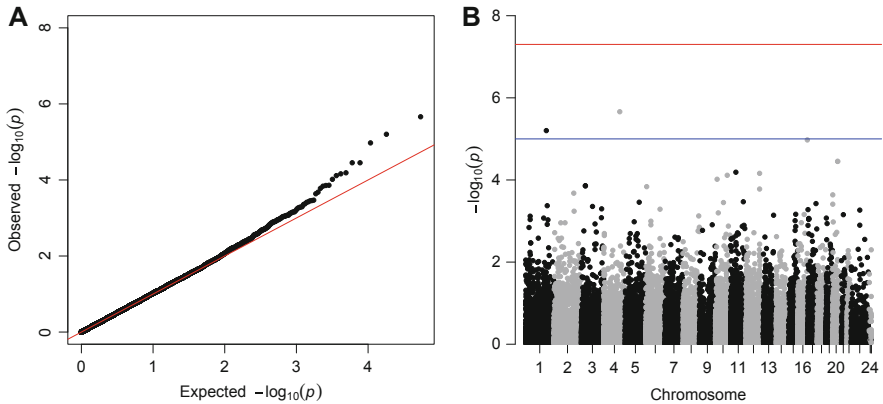 A
Observed −log₁₀(p)
8
6
4
2
0
0 1 2 3 4
Expected −log₁₀(p)
B
−log₁₀(p)
8
6
4
2
0
1 2 3 4 5 7 9 11 13 16 20 24
Chromosome